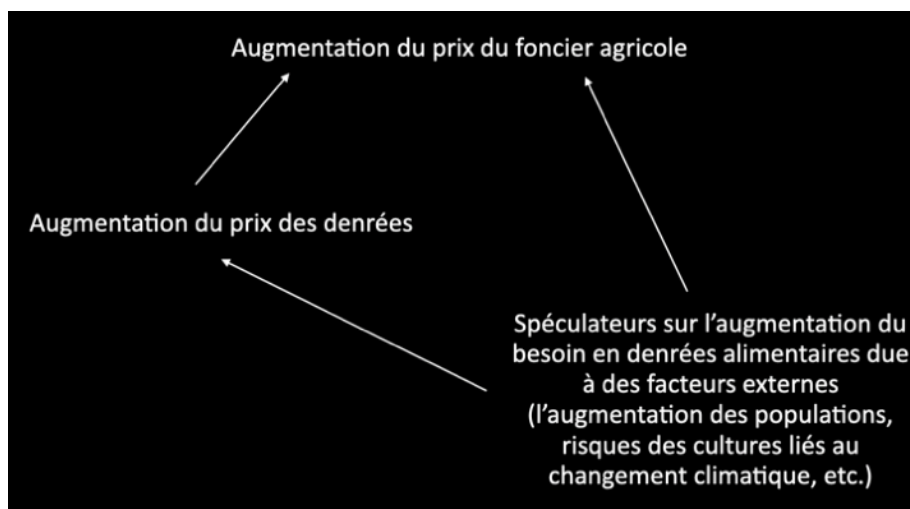 Augmentation du prix du foncier agricole
Augmentation du prix des denrées
Spéculateurs sur l'augmentation du
besoin en denrées alimentaires due
à des facteurs externes
(l'augmentation des populations,
risques des cultures liés au
changement climatique, etc.)